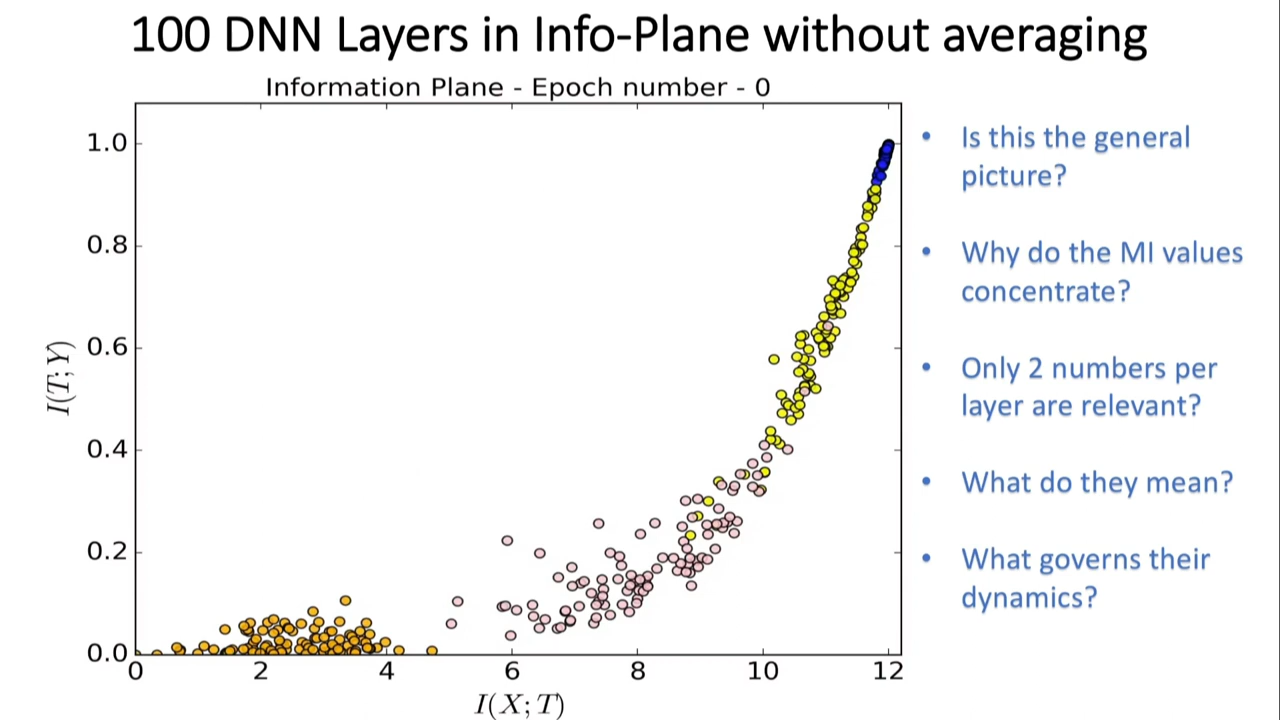 100 DNN Layers in Info-Plane without averaging
Information Plane - Epoch number - 0
1.0
0.8
0.6
0.4
0.2
0.0
I(T;Y)
0 2 4 6 8 10 12
I(X;T)
• Is this the general
picture?
• Why do the MI values
concentrate?
• Only 2 numbers per
layer are relevant?
• What do they mean?
• What governs their
dynamics?